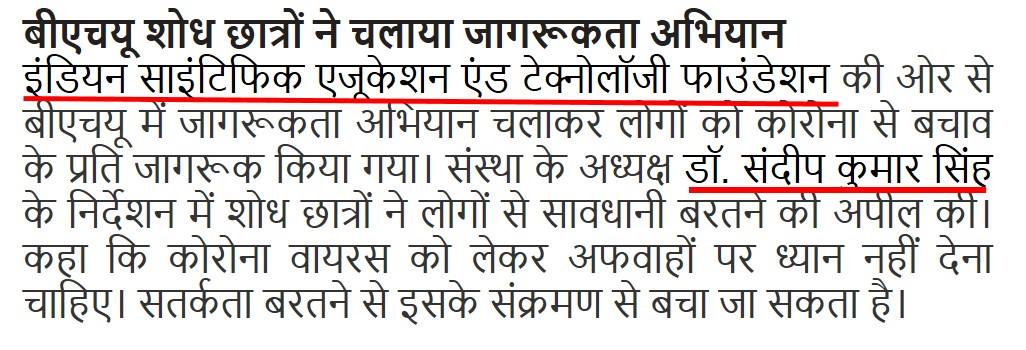 बीएचयू शोध छात्रों ने चलाया जागरूकता अभियान
इंडियन साइंटिफिक एजूकेशन एंड टेक्नोलॉजी फाउंडेशन की ओर से
बीएचयू में जागरूकता अभियान चलाकर लोगों को कोरोना से बचाव
के प्रति जागरूक किया गया। संस्था के अध्यक्ष डॉ. संदीप कुमार सिंह
के निर्देशन में शोध छात्रों ने लोगों से सावधानी बरतने की अपील की।
कहा कि कोरोना वायरस को लेकर अफवाहों पर ध्यान नहीं देना
चाहिए। सतर्कता बरतने से इसके संक्रमण से बचा जा सकता है।